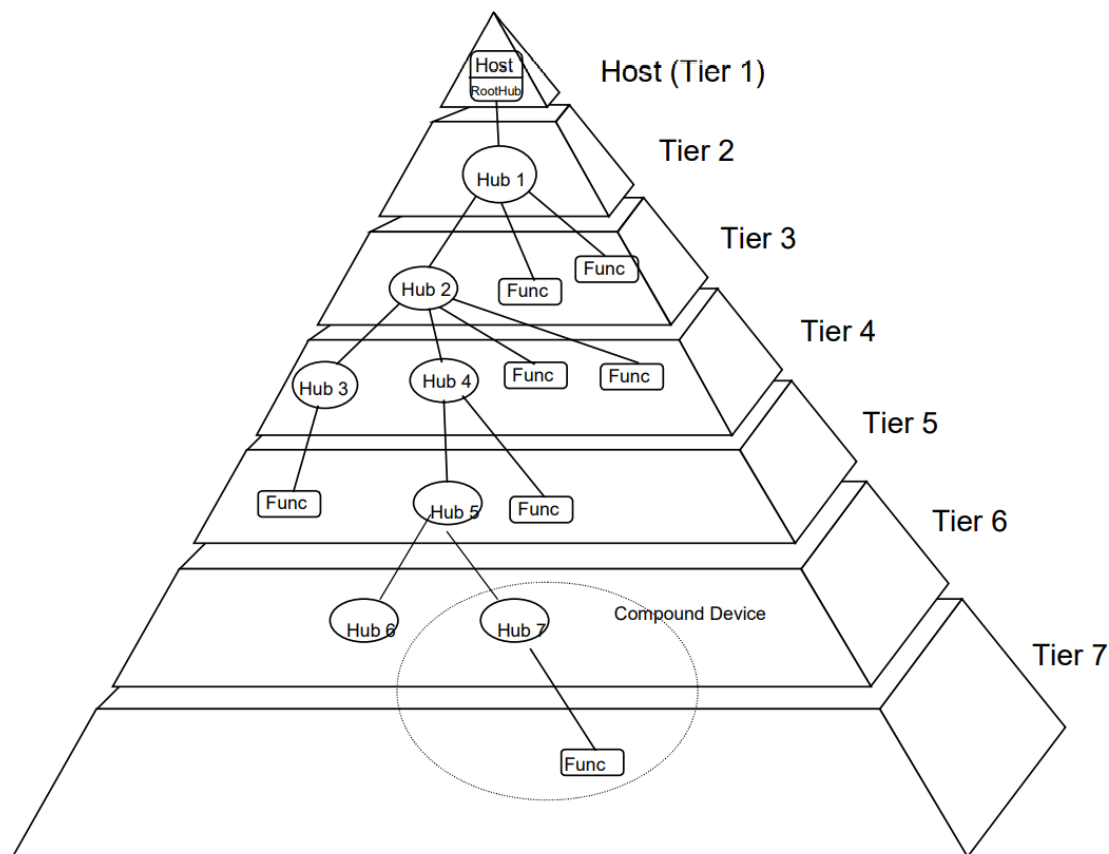 Host
RootHub
Host (Tier 1)
Hub 1
Tier 2
Hub 2
Func
Func
Tier 3
Hub 3
Hub 4
Func
Func
Tier 4
Func
Hub 5
Func
Tier 5
Hub 6
Hub 7
Compound Device
Tier 6
Func
Tier 7